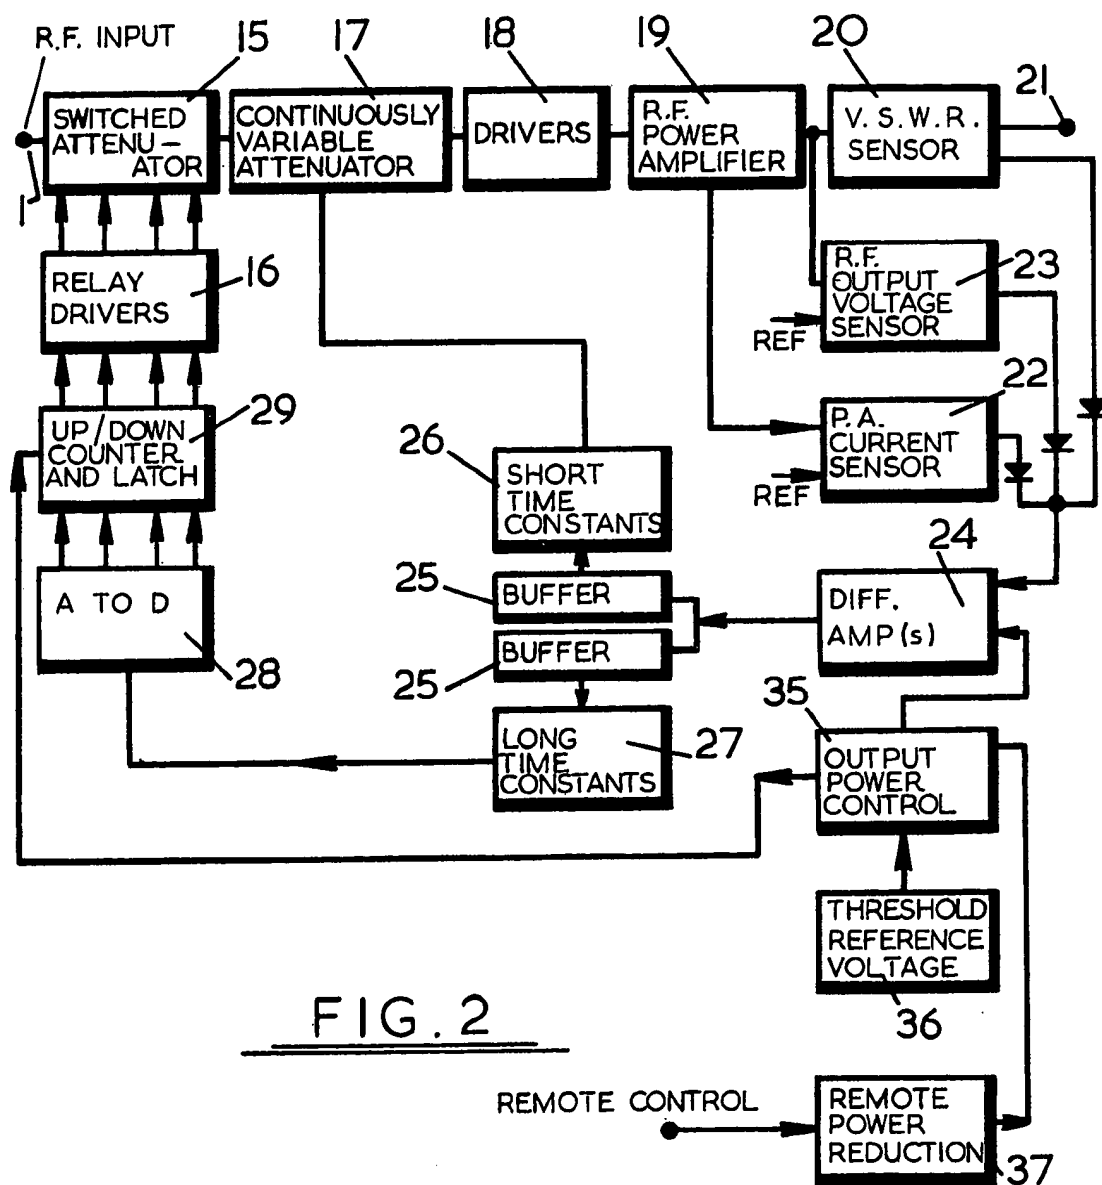 R.F. INPUT
15
17
18
19
20
21
SWITCHED
ATTENU-
ATOR
CONTINUOUSLY
VARIABLE
ATTENUATOR
DRIVERS
R.F.
POWER
AMPLIFIER
V.S.W.R.
SENSOR
1
RELAY
DRIVERS
16
R.F.
OUTPUT
VOLTAGE
SENSOR
23
REF
UP/DOWN
COUNTER
AND LATCH
29
P.A.
CURRENT
SENSOR
22
REF
26
SHORT
TIME
CONSTANTS
A TO D
28
25
BUFFER
25
BUFFER
24
DIFF.
AMP(s)
LONG
TIME
CONSTANTS
27
35
OUTPUT
POWER
CONTROL
THRESHOLD
REFERENCE
VOLTAGE
36
FIG. 2
REMOTE CONTROL
REMOTE
POWER
REDUCTION
37